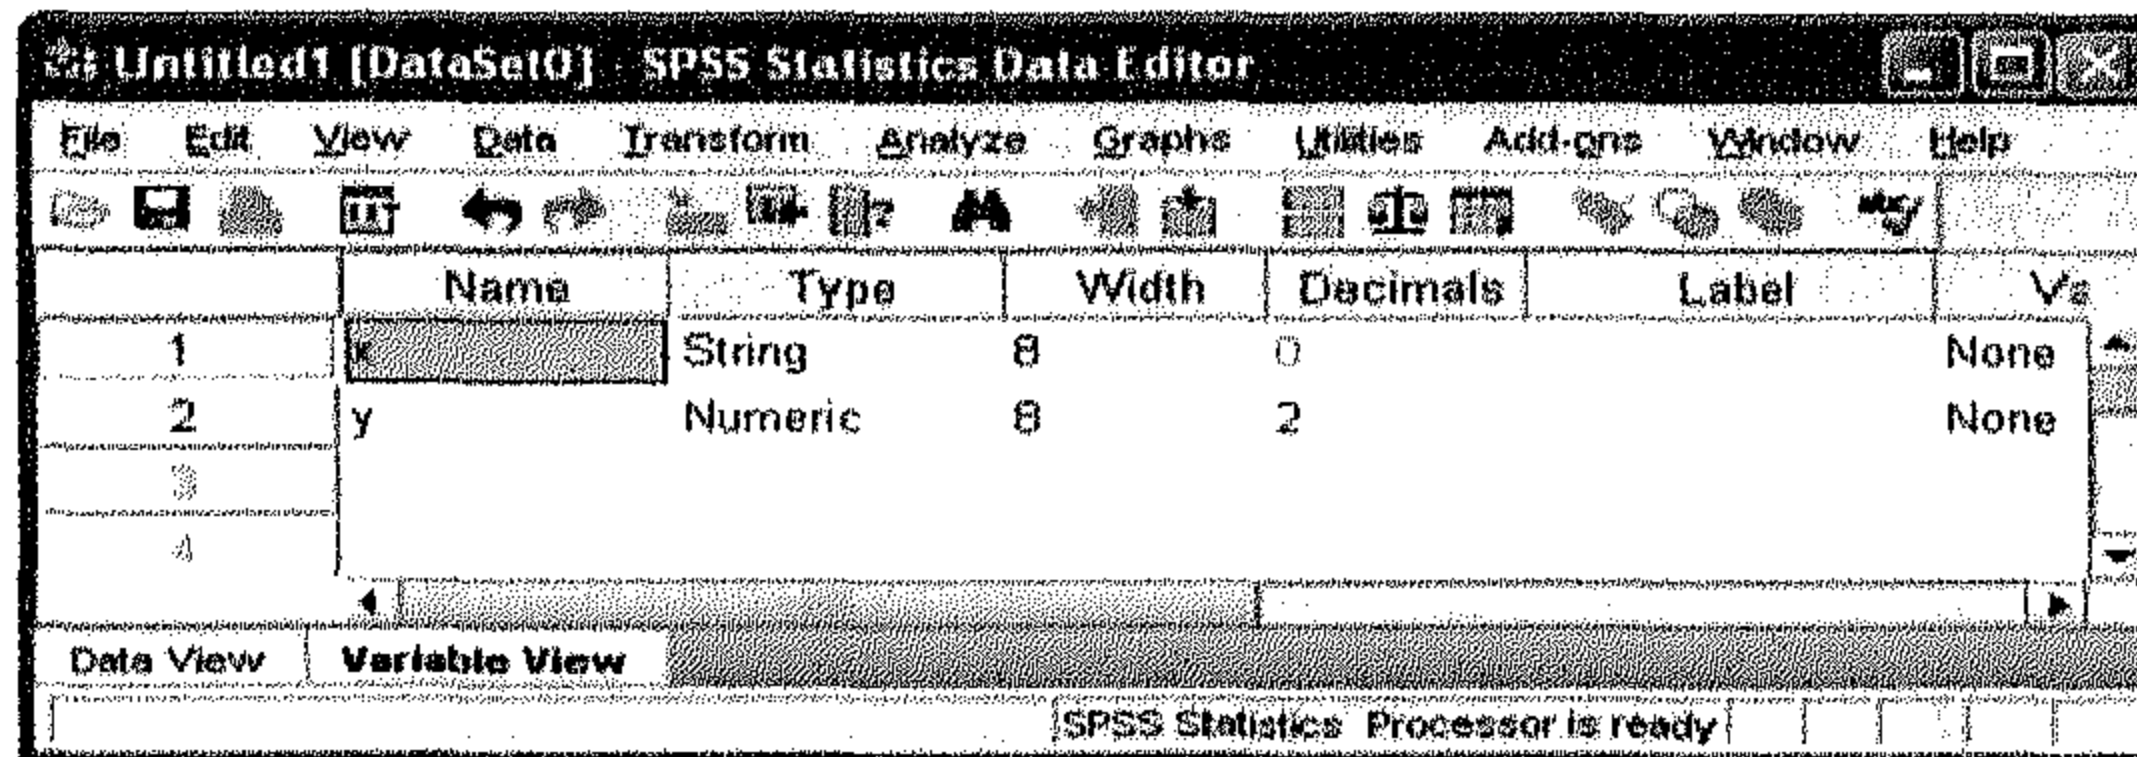 Untitled1 [DataSet0] - SPSS Statistics Data Editor
File Edit View Data Transform Analyze Graphs Utilities Add-ons Window Help
Name Type Width Decimals Label Va
1 x String 8 0 None
2 y Numeric 8 2 None
3
4
Data View Variable View
SPSS Statistics Processor is ready